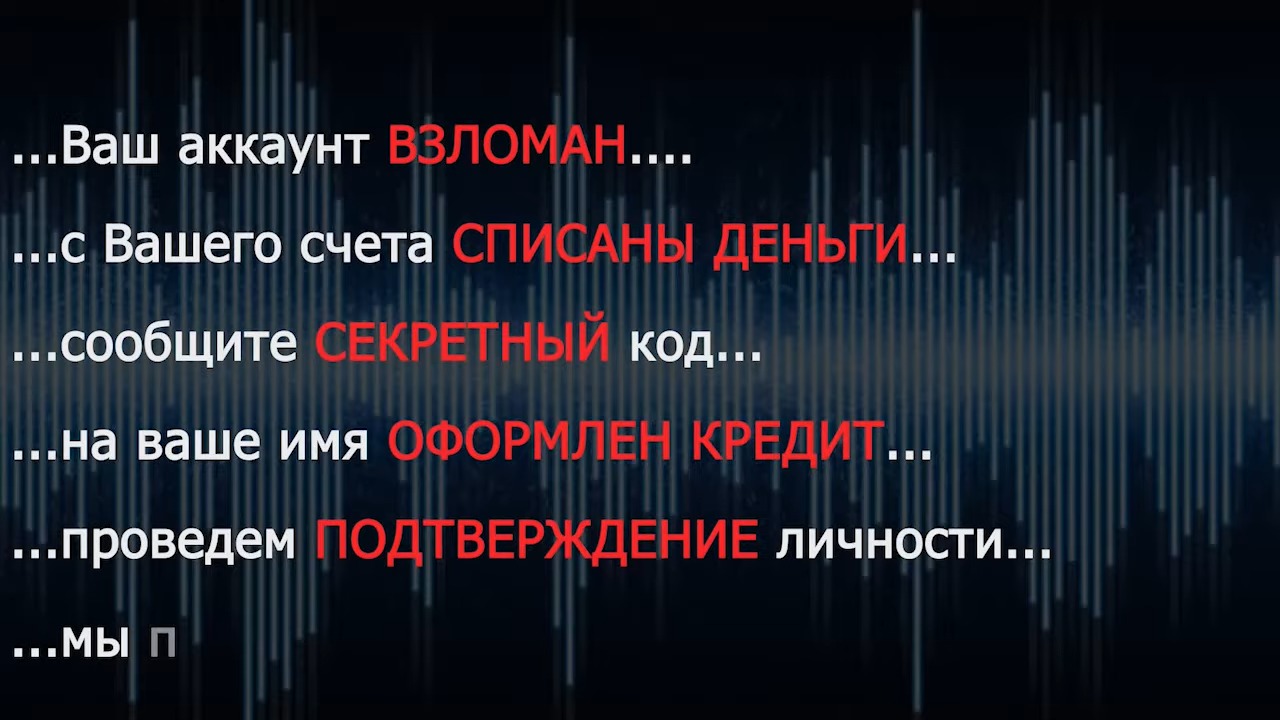 ...Ваш аккаунт ВЗЛОМАН....
...с Вашего счета СПИСАНЫ ДЕНЬГИ...
...сообщите СЕКРЕТНЫЙ код...
...на ваше имя ОФОРМЛЕН КРЕДИТ...
...проведем ПОДТВЕРЖДЕНИЕ личности...
...мы п